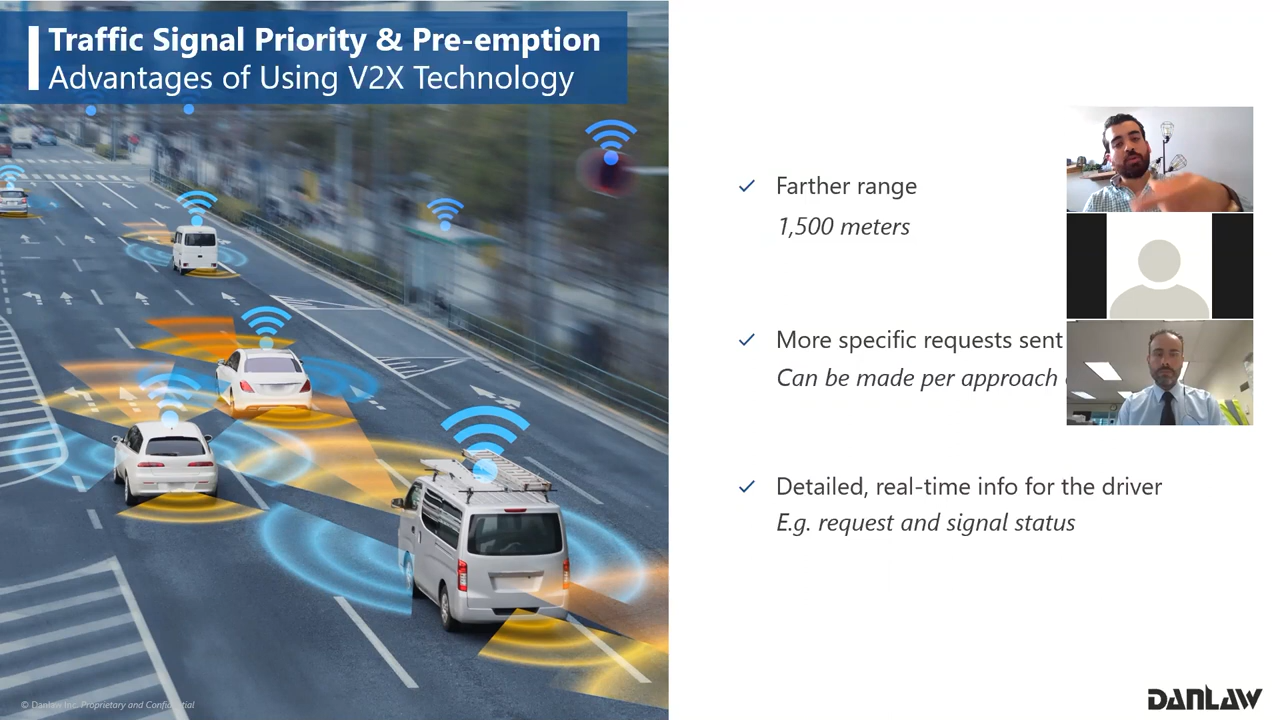 Traffic Signal Priority & Pre-emption
Advantages of Using V2X Technology
✓ Farther range
1,500 meters
✓ More specific requests sent
Can be made per approach
✓ Detailed, real-time info for the driver
E.g. request and signal status
© Danlaw Inc. Proprietary and Confidential
DANLAW